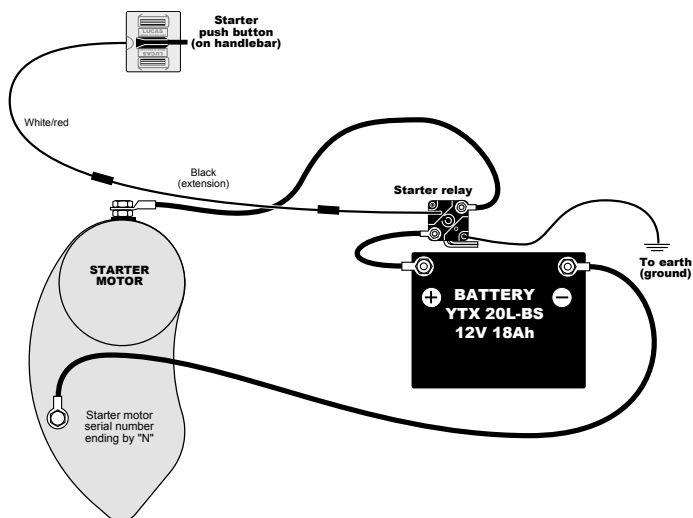 Starter
push button
(on handlebar)
LUCAS
LUCAS
White/red
Black
(extension)
Starter relay
To earth
(ground)
STARTER
MOTOR
+ BATTERY −
YTX 20L-BS
12V 18Ah
Starter motor
serial number
ending by "N"